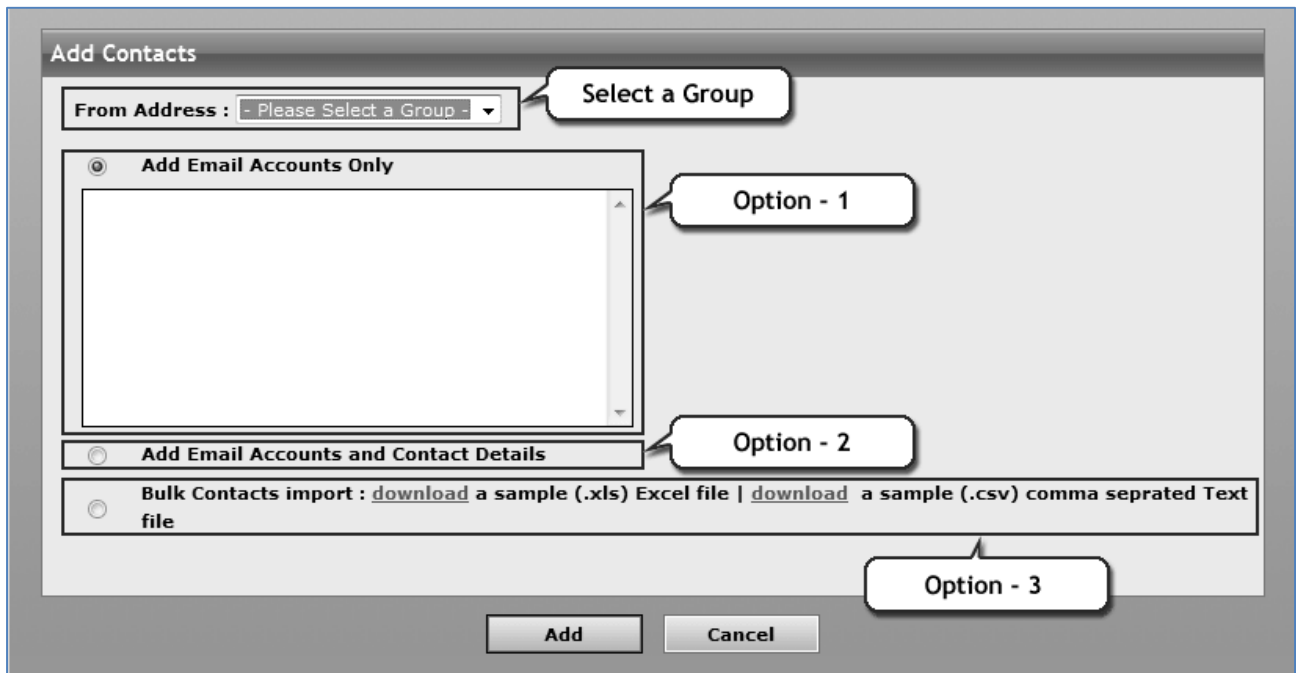 Add Contacts
From Address : - Please Select a Group -
Select a Group
Add Email Accounts Only
Option - 1
Add Email Accounts and Contact Details
Option - 2
Bulk Contacts import : download a sample (.xls) Excel file | download a sample (.csv) comma seprated Text
file
Option - 3
Add
Cancel